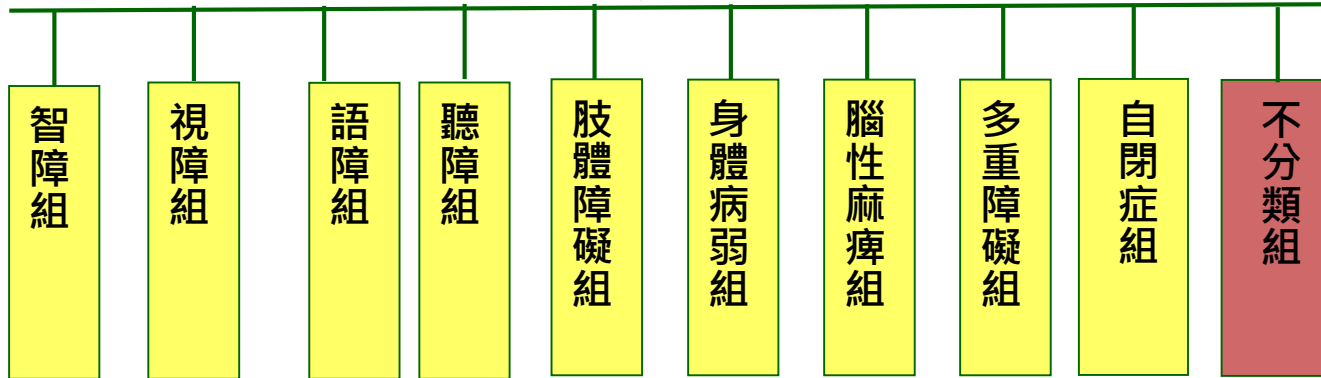 智障組
視障組
語障組
聽障組
肢體障礙組
身體病弱組
腦性麻痺組
多重障礙組
自閉症組
不分類組